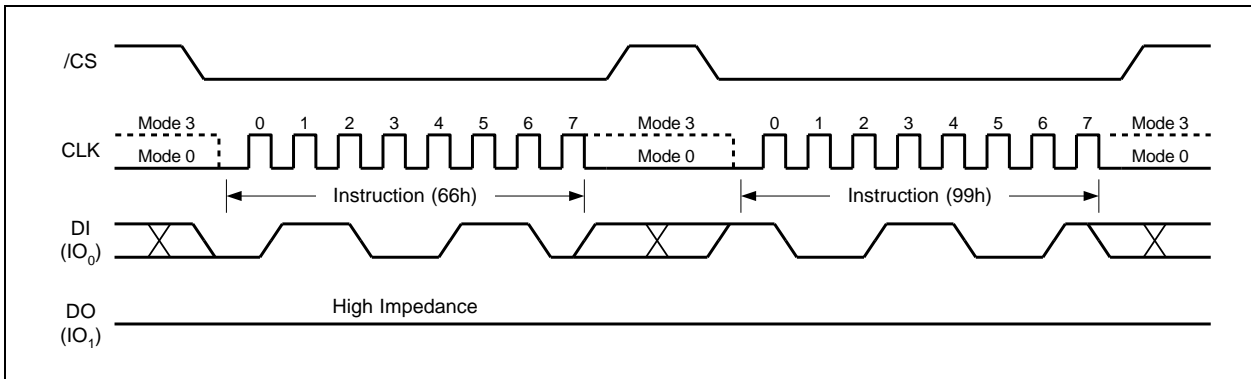 /CS
Mode 3 0 1 2 3 4 5 6 7 Mode 3 0 1 2 3 4 5 6 7 Mode 3
CLK
Mode 0 Mode 0 Mode 0
Instruction (66h) Instruction (99h)
DI
(IO0)
High Impedance
DO
(IO1)